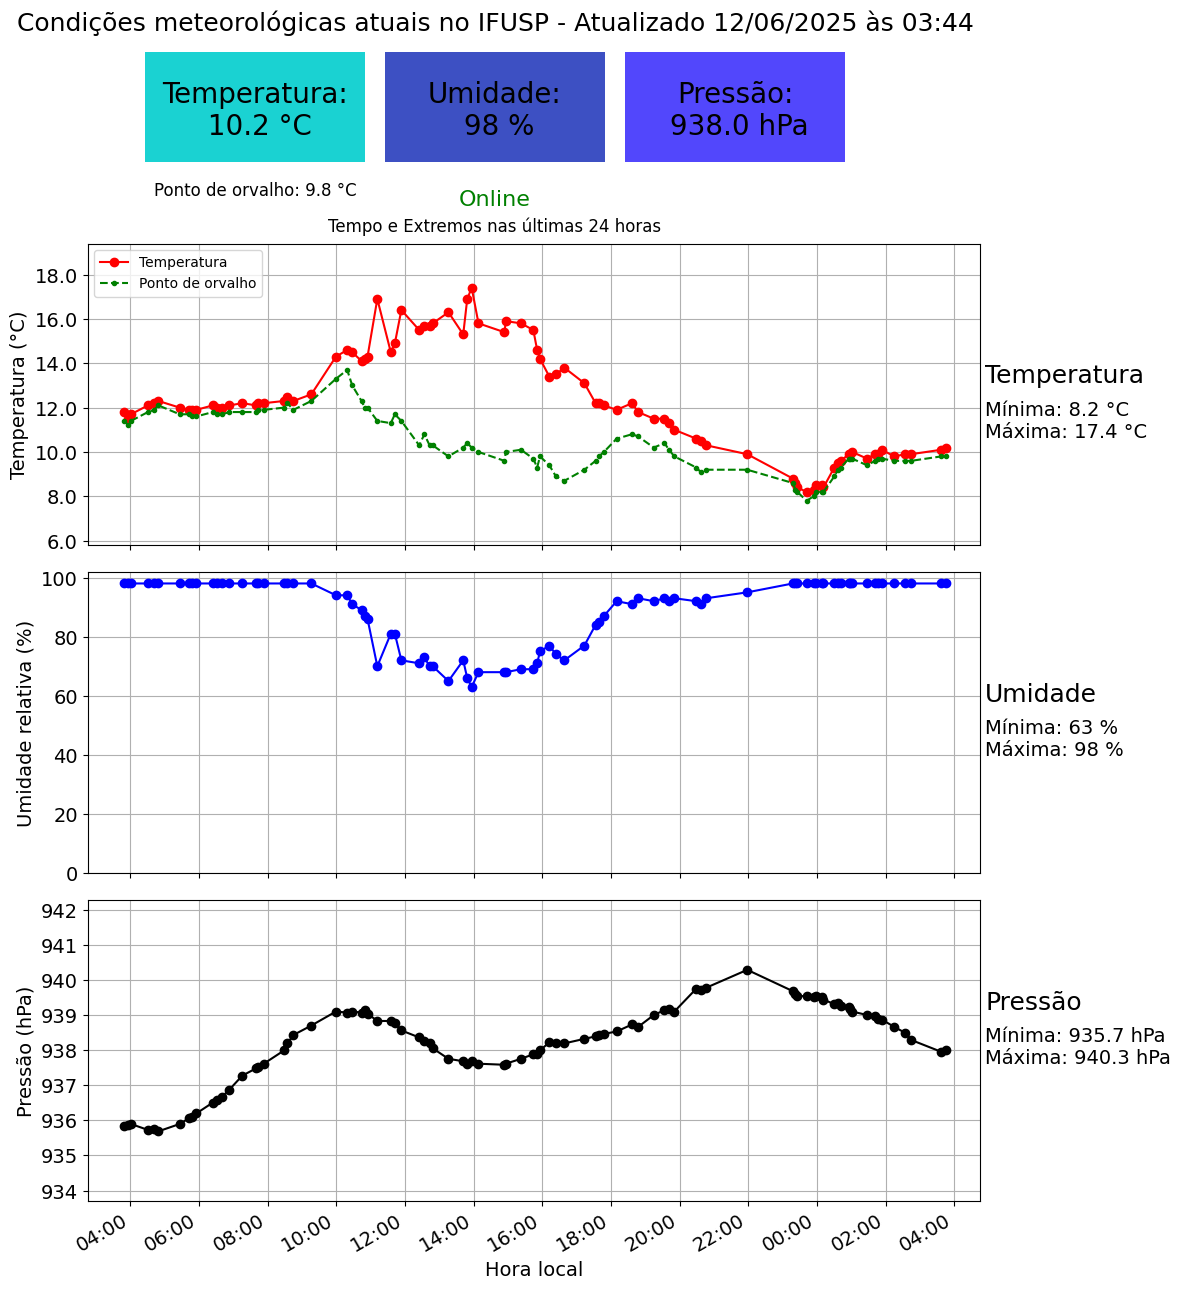 Condições meteorológicas atuais no IFUSP - Atualizado 12/06/2025 às 03:44
Temperatura:
10.2 °C
Umidade:
98 %
Pressão:
938.0 hPa
Ponto de orvalho: 9.8 °C
Online
Tempo e Extremos nas últimas 24 horas
Temperatura
Ponto de orvalho
Temperatura (°C)
18.0
16.0
14.0
12.0
10.0
8.0
6.0
Temperatura
Mínima: 8.2 °C
Máxima: 17.4 °C
Umidade relativa (%)
100
80
60
40
20
0
Umidade
Mínima: 63 %
Máxima: 98 %
Pressão (hPa)
942
941
940
939
938
937
936
935
934
Pressão
Mínima: 935.7 hPa
Máxima: 940.3 hPa
04:00
06:00
08:00
10:00
12:00
14:00
16:00
18:00
20:00
22:00
00:00
02:00
04:00
Hora local